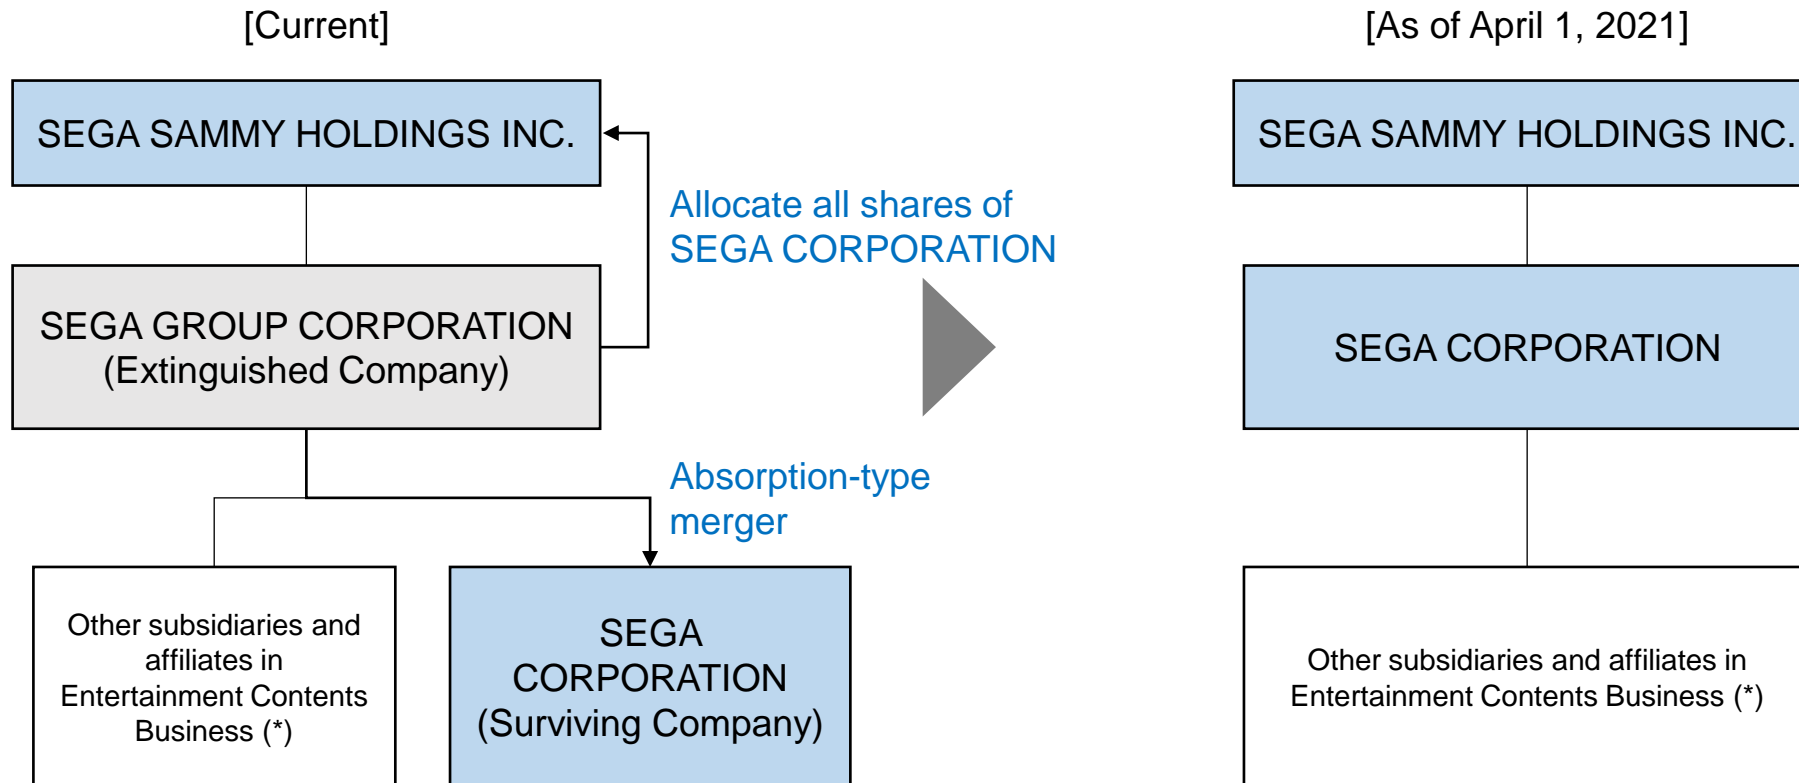 [Current]
SEGA SAMMY HOLDINGS INC.
Allocate all shares of
SEGA CORPORATION
SEGA GROUP CORPORATION
(Extinguished Company)
Absorption-type
merger
Other subsidiaries and
affiliates in
Entertainment Contents
Business (*)
SEGA
CORPORATION
(Surviving Company)
[As of April 1, 2021]
SEGA SAMMY HOLDINGS INC.
SEGA CORPORATION
Other subsidiaries and affiliates in
Entertainment Contents Business (*)